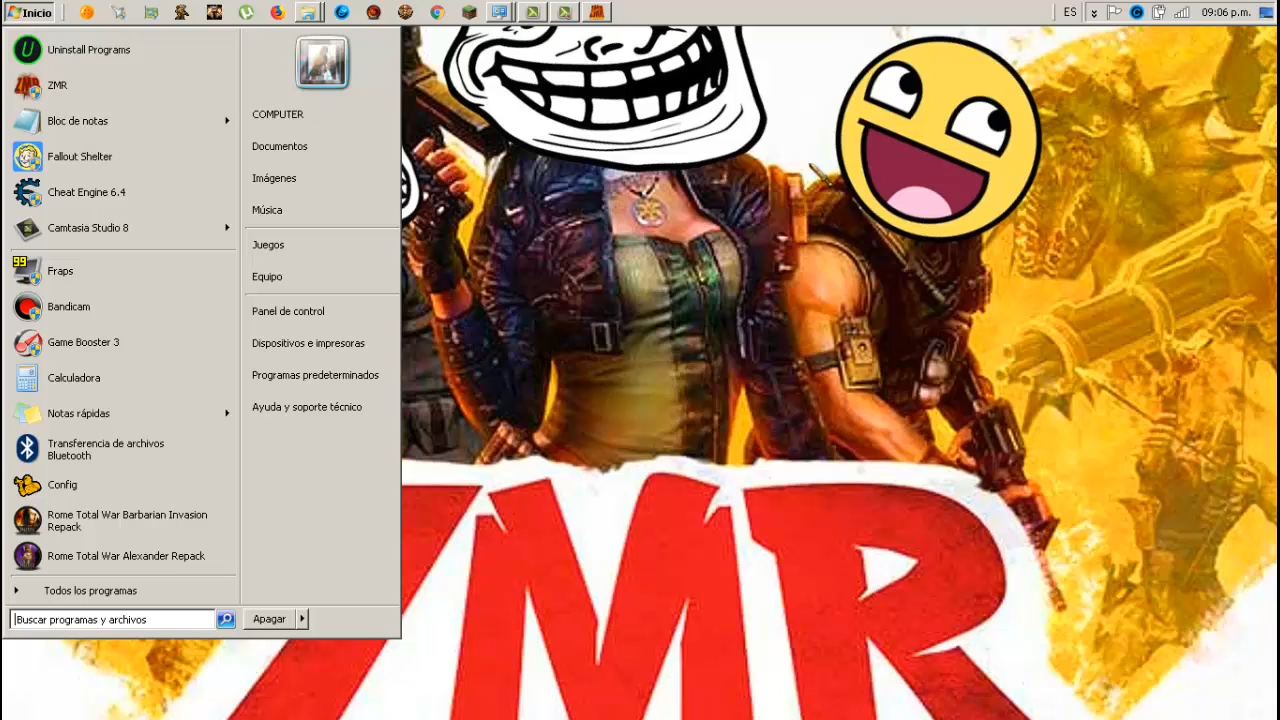 Inicio
ES
09:06 p.m.
Uninstall Programs
ZMR
Bloc de notas
Fallout Shelter
Cheat Engine 6.4
Camtasia Studio 8
99
Fraps
Bandicam
Game Booster 3
Calculadora
Notas rápidas
Transferencia de archivos
Bluetooth
Config
Rome Total War Barbarian Invasion
Repack
Rome Total War Alexander Repack
Todos los programas
Buscar programas y archivos
COMPUTER
Documentos
Imágenes
Música
Juegos
Equipo
Panel de control
Dispositivos e impresoras
Programas predeterminados
Ayuda y soporte técnico
Apagar
ZMR